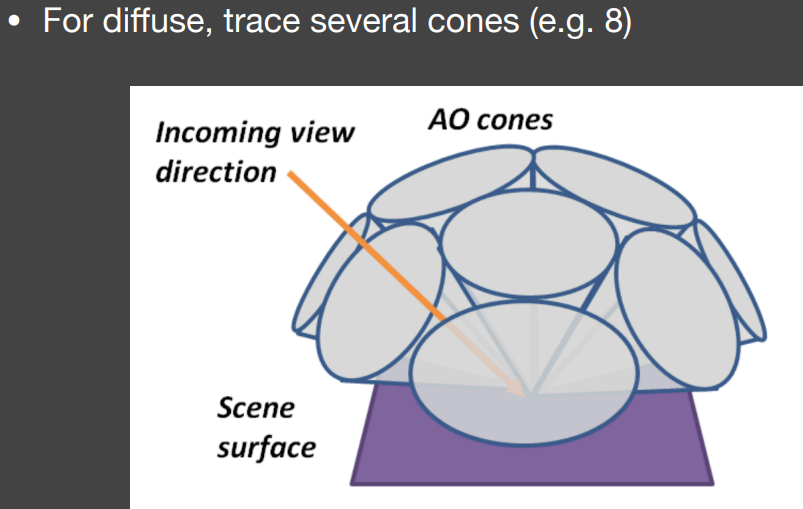 • For diffuse, trace several cones (e.g. 8)
Incoming view
direction
AO cones
Scene
surface